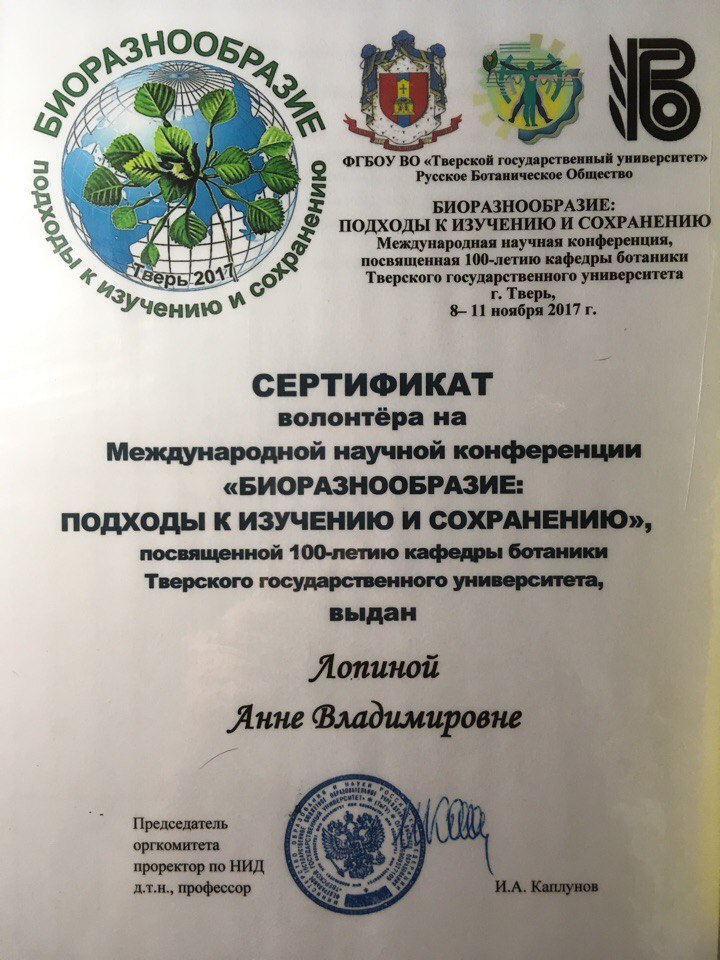 БИОРАЗНООБРАЗИЕ
подходы к изучению и сохранению
Тверь 2017
ФГБОУ ВО «Тверской государственный университет»
Русское Ботаническое Общество
БИОРАЗНООБРАЗИЕ:
ПОДХОДЫ К ИЗУЧЕНИЮ И СОХРАНЕНИЮ
Международная научная конференция,
посвященная 100-летию кафедры ботаники
Тверского государственного университета
г. Тверь,
8– 11 ноября 2017 г.
СЕРТИФИКАТ
волонтёра на
Международной научной конференции
«БИОРАЗНООБРАЗИЕ:
ПОДХОДЫ К ИЗУЧЕНИЮ И СОХРАНЕНИЮ»,
посвященной 100-летию кафедры ботаники
Тверского государственного университета,
выдан
Лопиной
Анне Владимировне
Председатель
оргкомитета
проректор по НИД
д.т.н., профессор
И.А. Каплунов